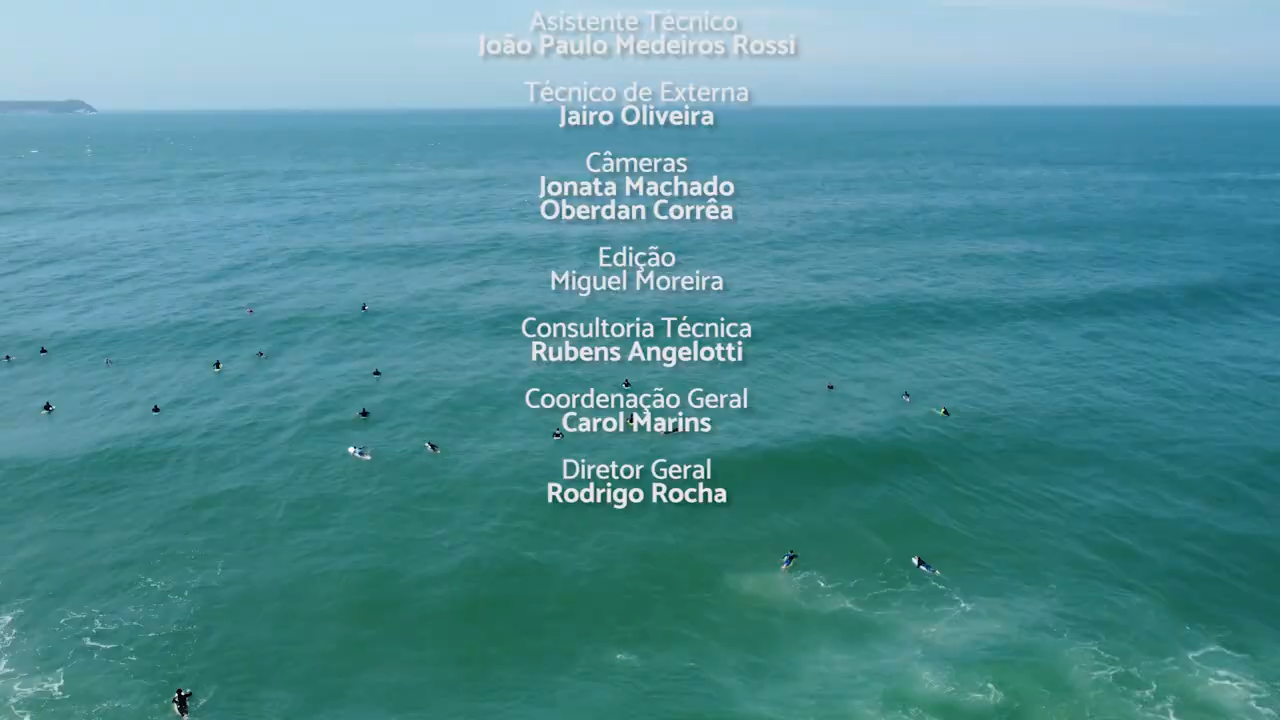 Asistente Técnico
João Paulo Medeiros Rossi
Técnico de Externa
Jairo Oliveira
Câmeras
Jonata Machado
Oberdan Corrêa
Edição
Miguel Moreira
Consultoria Técnica
Rubens Angelotti
Coordenação Geral
Carol Marins
Diretor Geral
Rodrigo Rocha